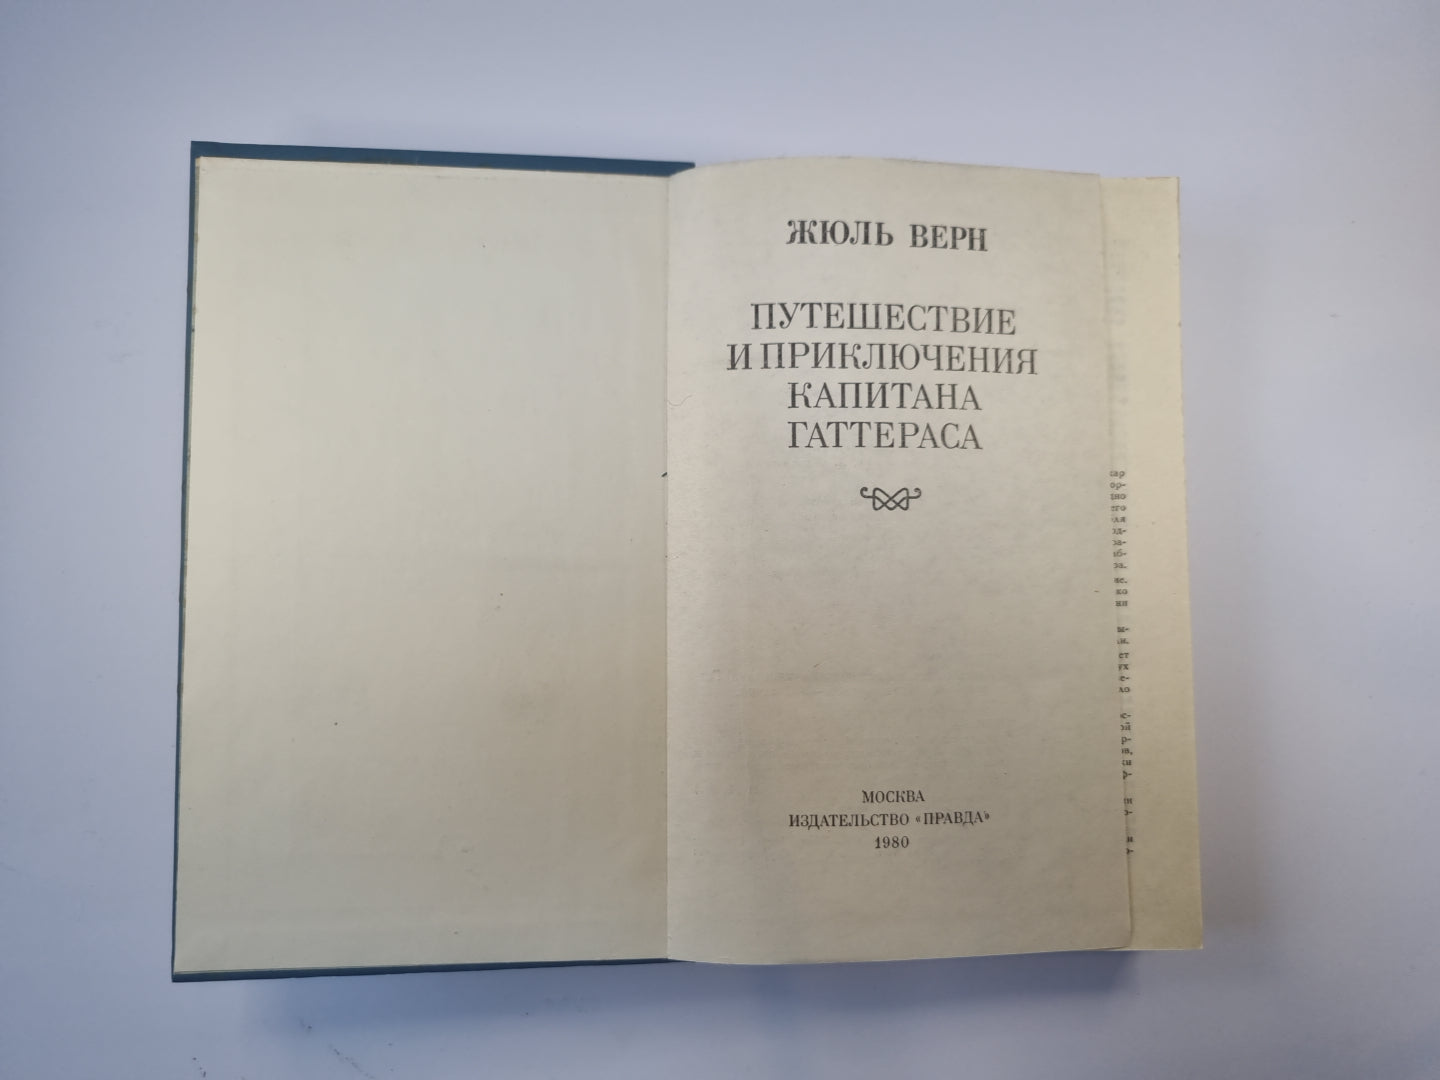 ЖЮЛЬ ВЕРН
ПУТЕШЕСТВИЕ
И ПРИКЛЮЧЕНИЯ
КАПИТАНА
ГАТТЕРАСА
МОСКВА
ИЗДАТЕЛЬСТВО «ПРАВДА»
1980